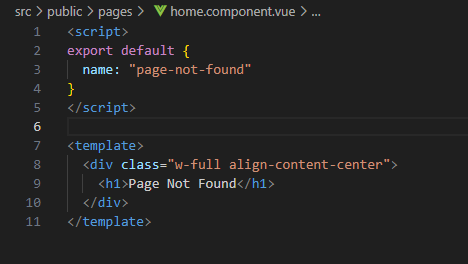 src > public > pages > home.component.vue > ...
1 <script>
2 export default {
3   name: "page-not-found"
4 }
5 </script>
6
7 <template>
8   <div class="w-full align-content-center">
9     <h1>Page Not Found</h1>
10   </div>
11 </template>